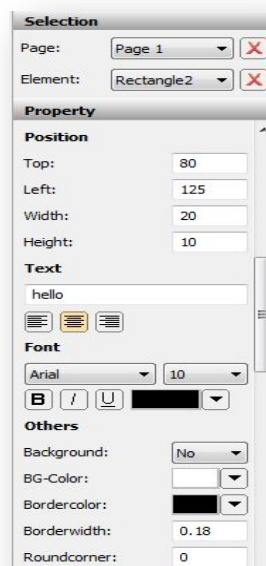 Selection
Page: Page 1
Element: Rectangle2
Property
Position
Top: 80
Left: 125
Width: 20
Height: 10
Text
hello
Font
Arial 10
B I U
Others
Background: No
BG-Color:
Bordercolor:
Borderwidth: 0.18
Roundcorner: 0